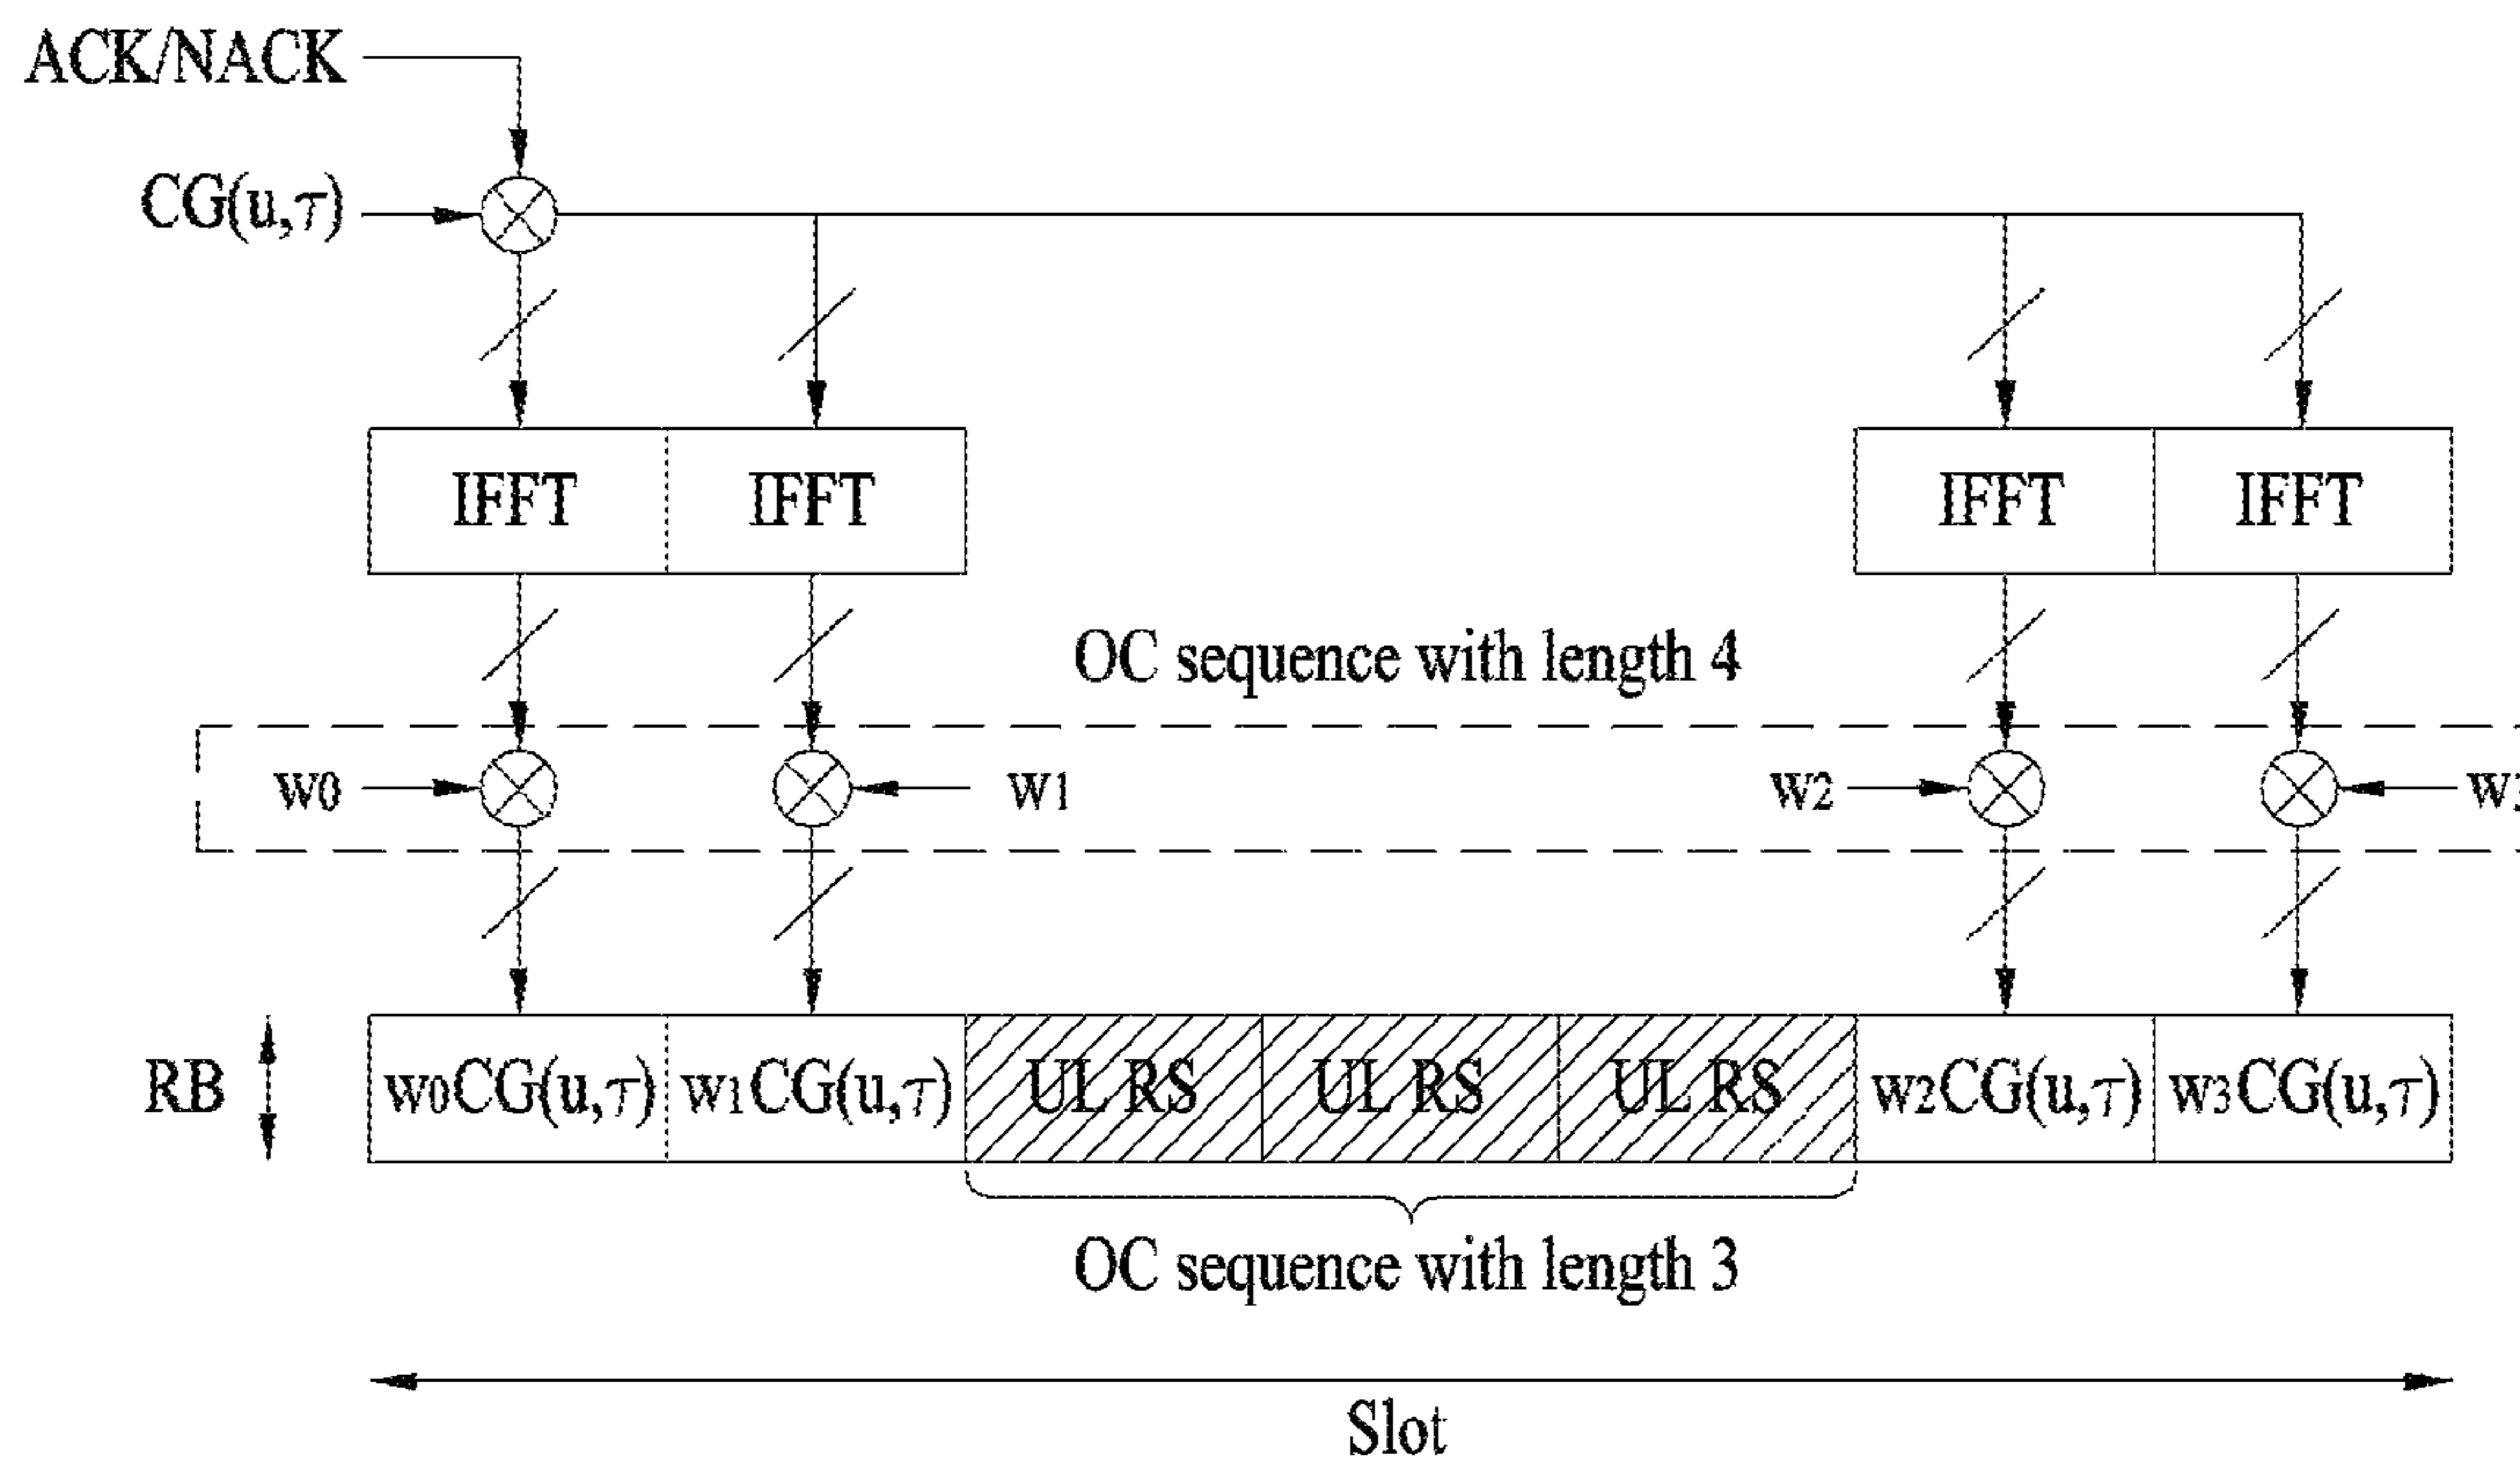 ACK/NACK
CG(u,τ)
IFFT IFFT IFFT IFFT
OC sequence with length 4
w0 w1 w2
RB w0CG(u,τ) w1CG(u,τ) UL RS UL RS UL RS w2CG(u,τ) w3CG(u,τ)
OC sequence with length 3
Slot